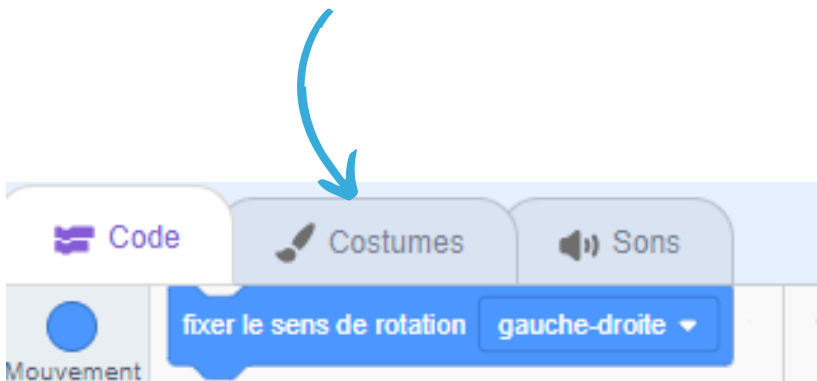 Code
Costumes
Sons
fixer le sens de rotation gauche-droite
Mouvement